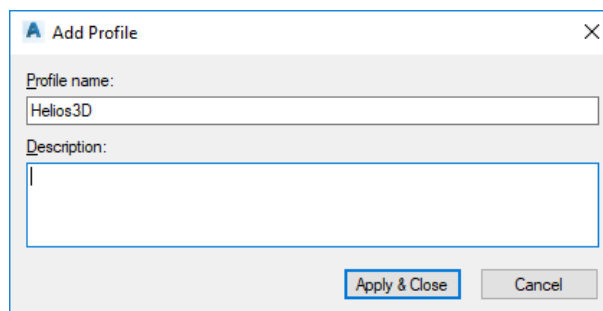 Add Profile
Profile name:
Helios3D
Description:
Apply & Close Cancel